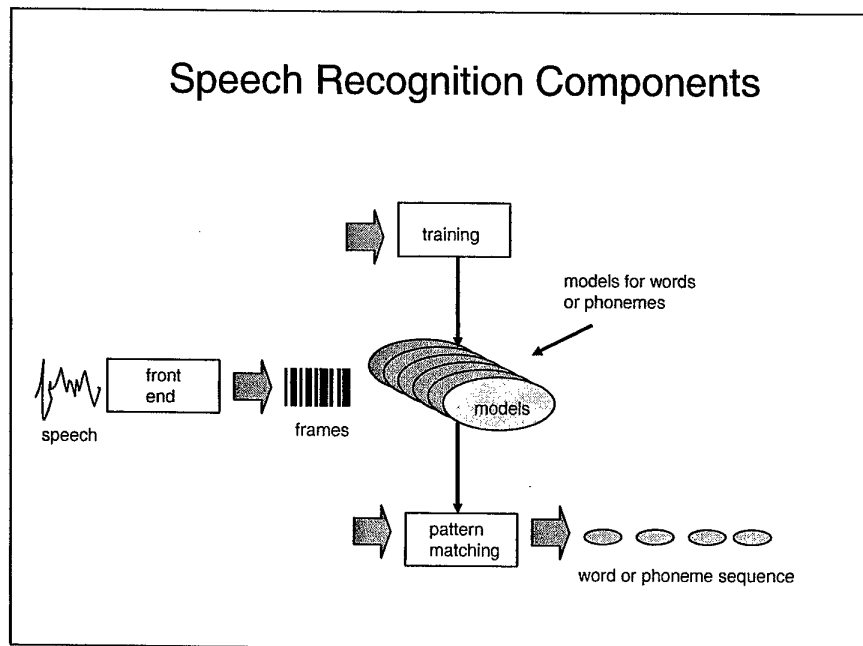 Speech Recognition Components
training
models for words
or phonemes
front
end
speech
frames
models
pattern
matching
word or phoneme sequence